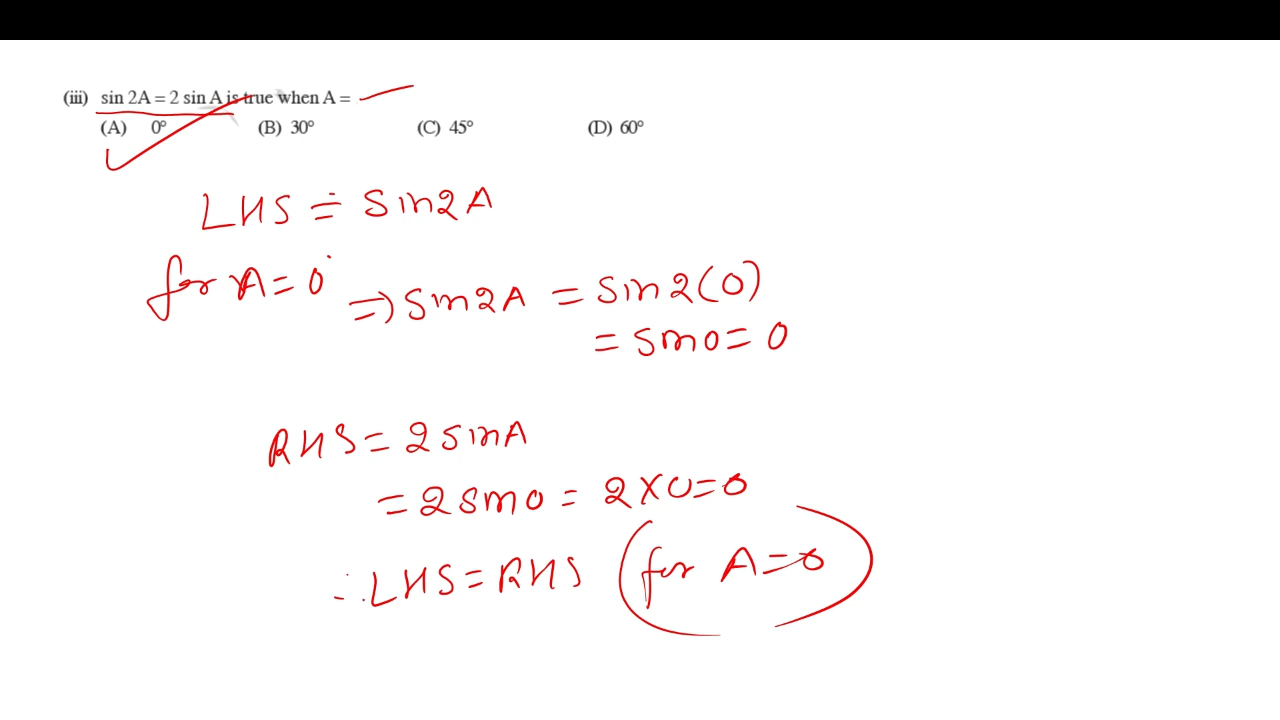 (iii) sin 2A = 2 sin A is true when A =
(A) 0° (B) 30° (C) 45° (D) 60°
LHS = sin2A
for A = 0° ⇒ sin2A = sin2(0)
= sin0 = 0
RHS = 2sinA
= 2sin0 = 2×0=0
∴ LHS = RHS (for A=0)